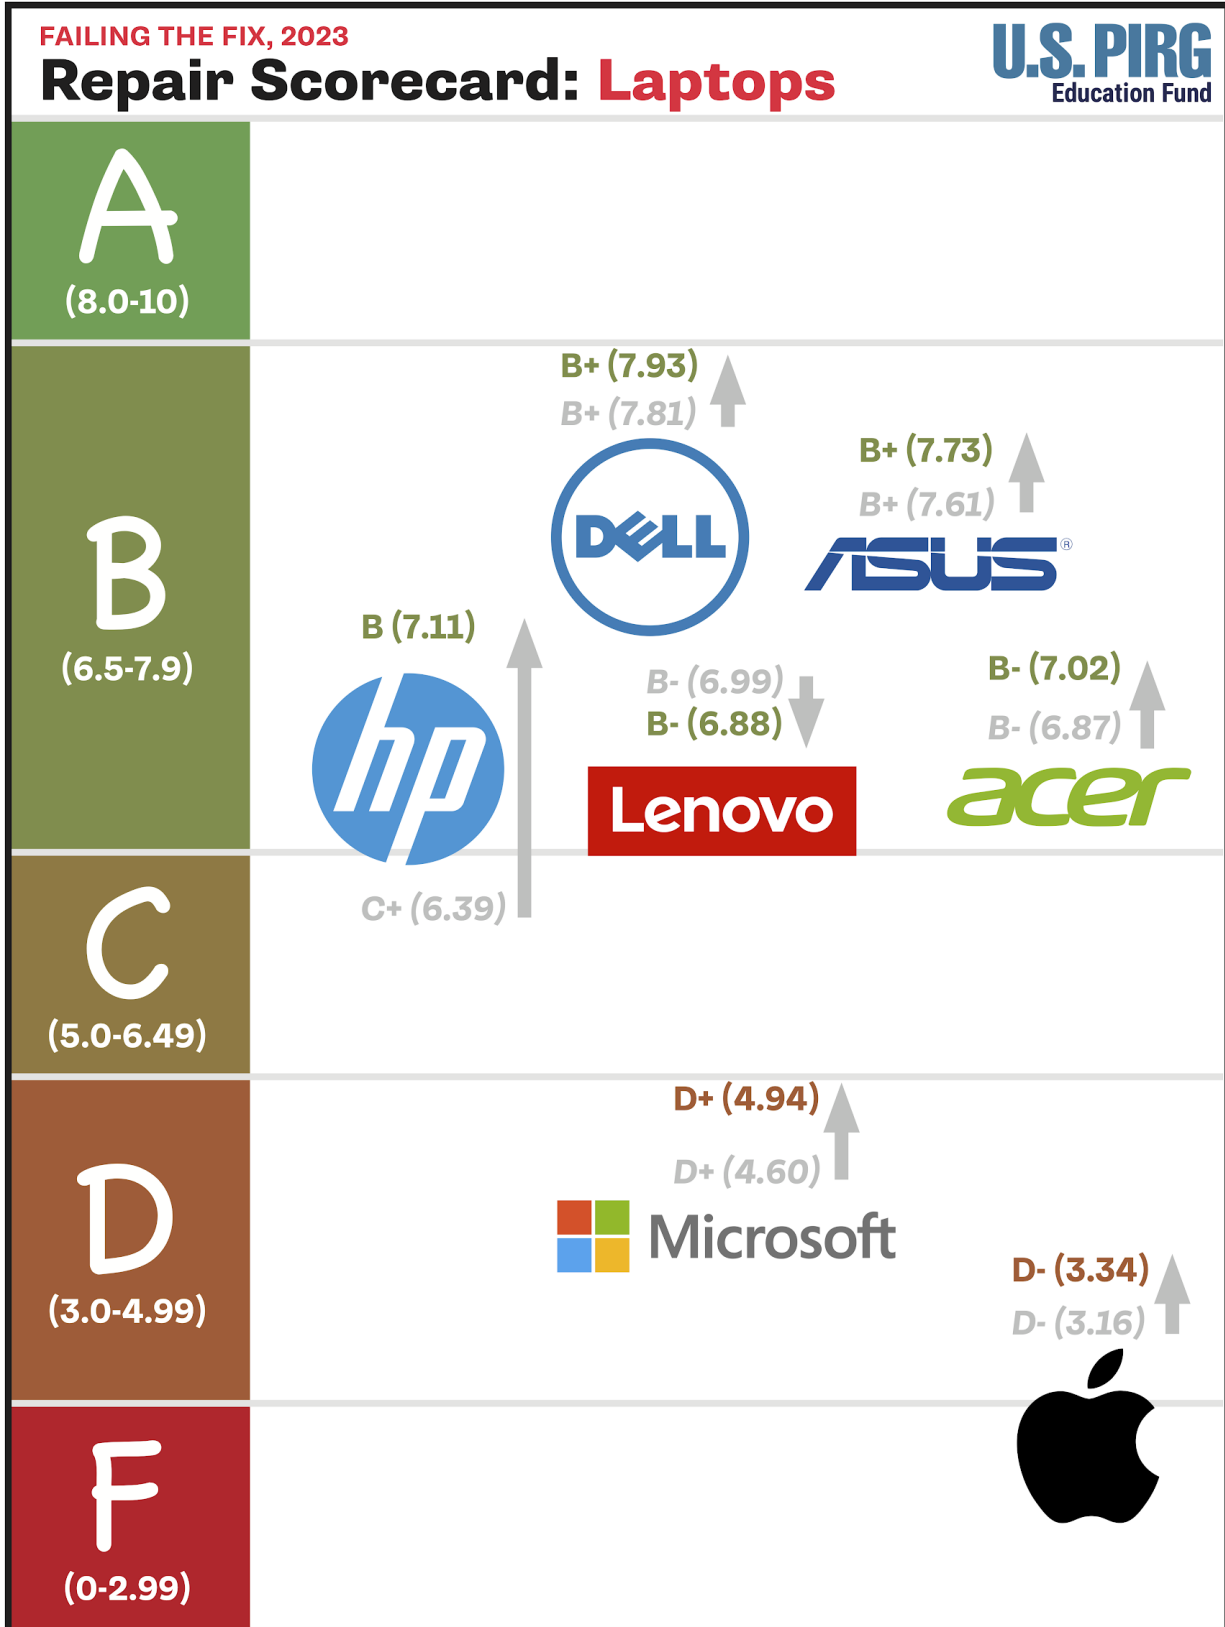 FAILING THE FIX, 2023
Repair Scorecard: Laptops
U.S. PIRG
Education Fund
A
(8.0-10)
B
(6.5-7.9)
B+ (7.93)
B+ (7.81)
DELL
B+ (7.73)
B+ (7.61)
ASUS®
B (7.11)
hp
C+ (6.39)
B- (6.99)
B- (6.88)
Lenovo
B- (7.02)
B- (6.87)
acer
C
(5.0-6.49)
D
(3.0-4.99)
D+ (4.94)
D+ (4.60)
Microsoft
D- (3.34)
D- (3.16)
F
(0-2.99)